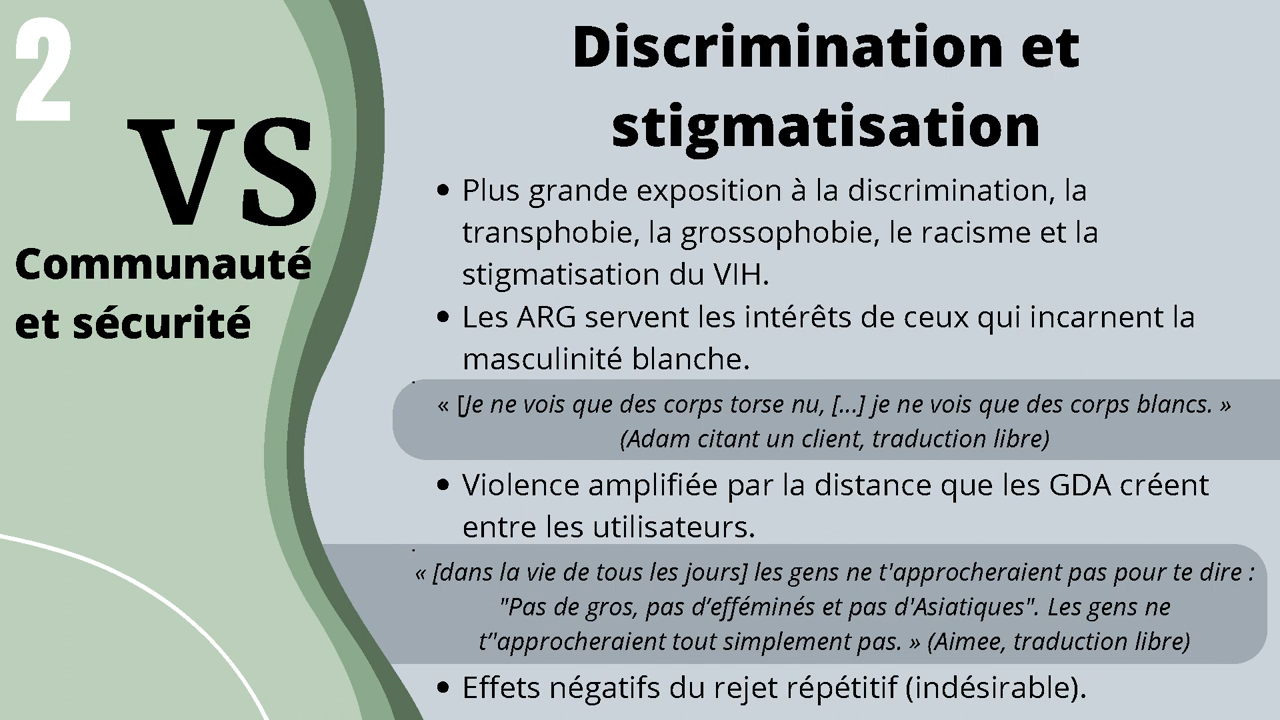 2
VS
Communauté
et sécurité
Discrimination et
stigmatisation
• Plus grande exposition à la discrimination, la
transphobie, la grossophobie, le racisme et la
stigmatisation du VIH.
• Les ARG servent les intérêts de ceux qui incarnent la
masculinité blanche.
« [Je ne vois que des corps torse nu, [...] je ne vois que des corps blancs. »
(Adam citant un client, traduction libre)
• Violence amplifiée par la distance que les GDA créent
entre les utilisateurs.
« [dans la vie de tous les jours] les gens ne t'approcheraient pas pour te dire :
"Pas de gros, pas d’efféminés et pas d'Asiatiques". Les gens ne
t''approcheraient tout simplement pas. » (Aimee, traduction libre)
• Effets négatifs du rejet répétitif (indésirable).